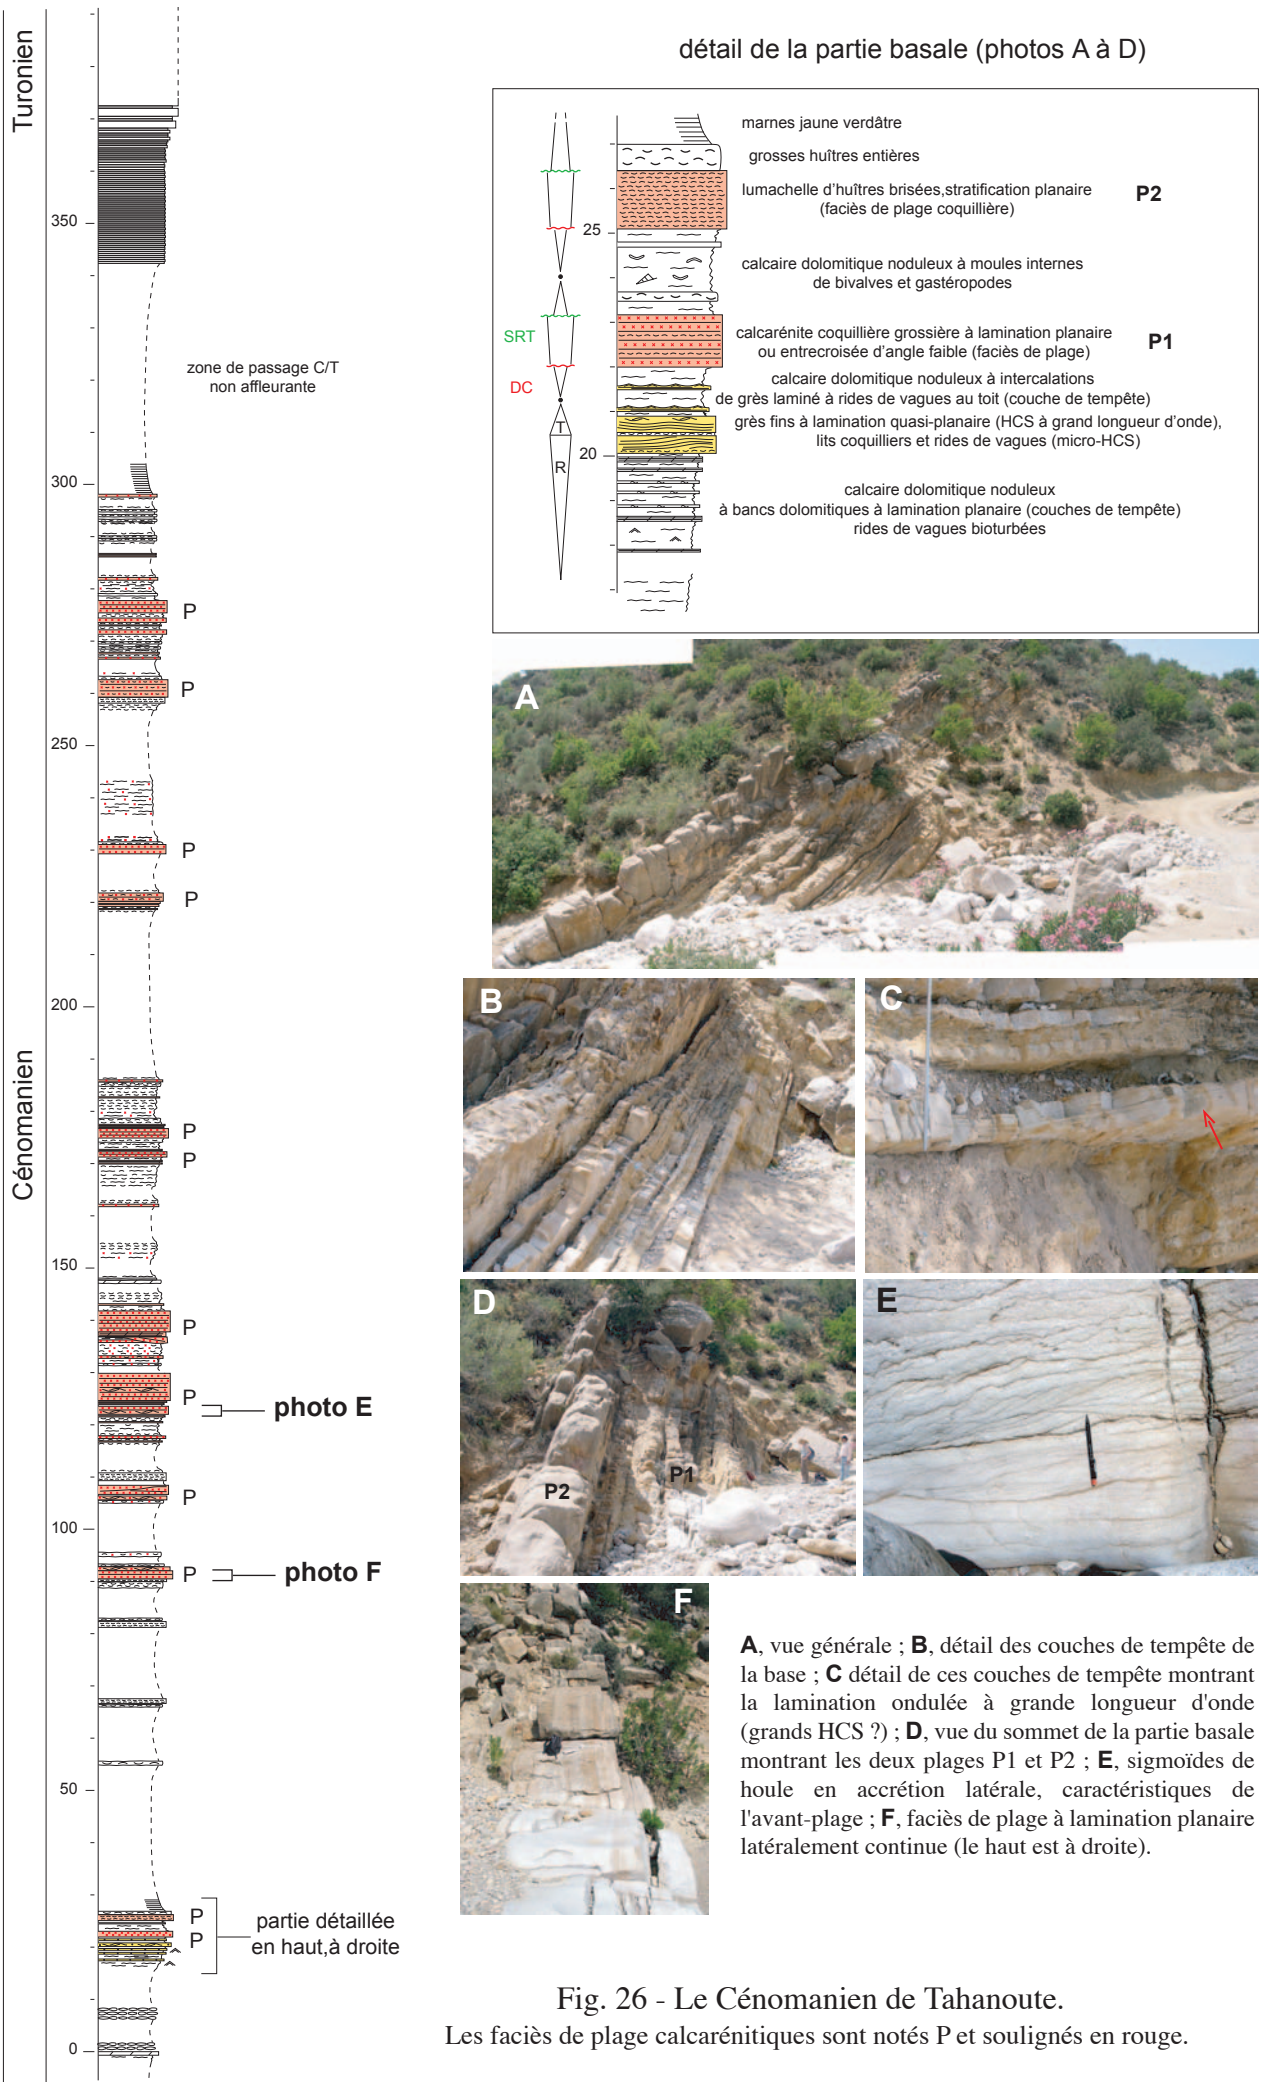 Turonien
Cénomanien
350
300
250
200
150
100
50
0
zone de passage C/T
non affleurante
P
P
P
P
P
P
P
P
photo E
P
P
photo F
P
P
partie détaillée
en haut,à droite
détail de la partie basale (photos A à D)
marnes jaune verdâtre
grosses huîtres entières
lumachelle d'huîtres brisées,stratification planaire
(faciès de plage coquillière)
P2
25
calcaire dolomitique noduleux à moules internes
de bivalves et gastéropodes
SRT
calcarénite coquillière grossière à lamination planaire
ou entrecroisée d'angle faible (faciès de plage)
P1
DC
calcaire dolomitique noduleux à intercalations
de grès laminé à rides de vagues au toit (couche de tempête)
T
grès fins à lamination quasi-planaire (HCS à grand longueur d'onde),
lits coquilliers et rides de vagues (micro-HCS)
20
R
calcaire dolomitique noduleux
à bancs dolomitiques à lamination planaire (couches de tempête)
rides de vagues bioturbées
A
B
C
D
P2
P1
E
F
A, vue générale ; B, détail des couches de tempête de
la base ; C détail de ces couches de tempête montrant
la lamination ondulée à grande longueur d'onde
(grands HCS ?) ; D, vue du sommet de la partie basale
montrant les deux plages P1 et P2 ; E, sigmoïdes de
houle en accrétion latérale, caractéristiques de
l'avant-plage ; F, faciès de plage à lamination planaire
latéralement continue (le haut est à droite).
Fig. 26 - Le Cénomanien de Tahanoute.
Les faciès de plage calcarénitiques sont notés P et soulignés en rouge.